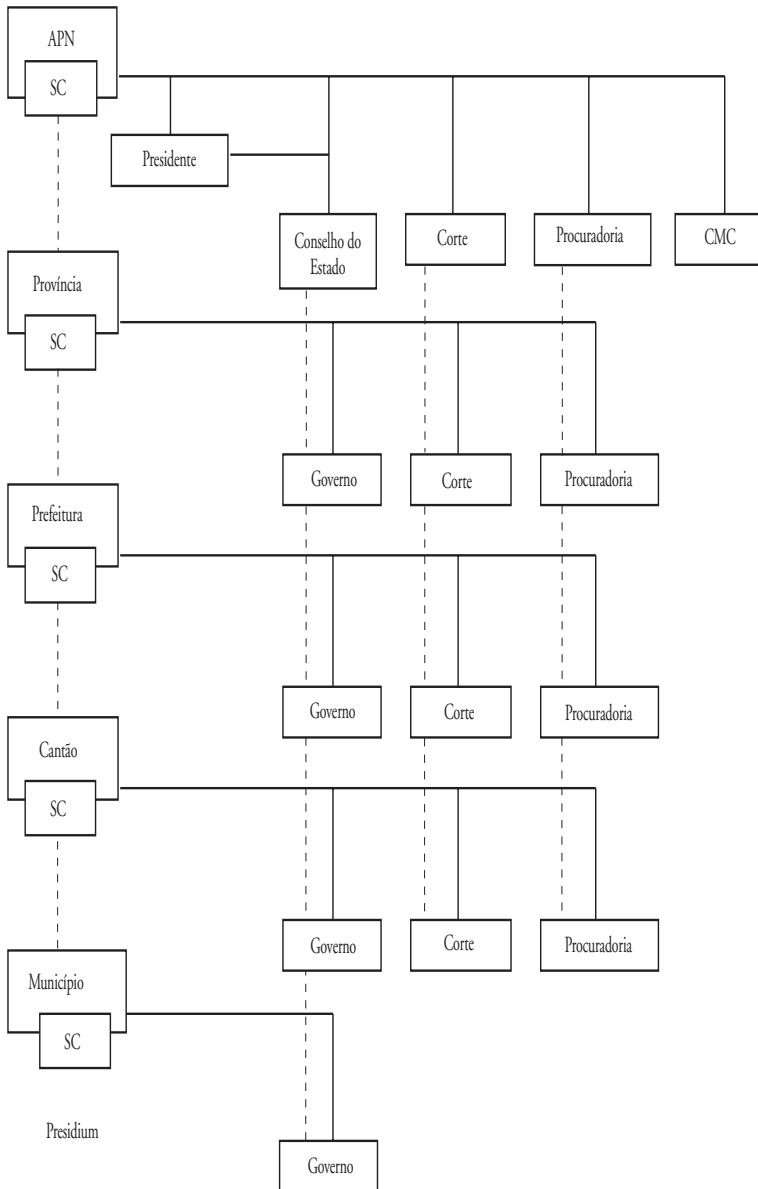 APN
SC
Presidente
Conselho do
Estado
Corte
Procuradoria
CMC
Província
SC
Governo
Corte
Procuradoria
Prefeitura
SC
Governo
Corte
Procuradoria
Cantão
SC
Governo
Corte
Procuradoria
Município
SC
Presidium
Governo